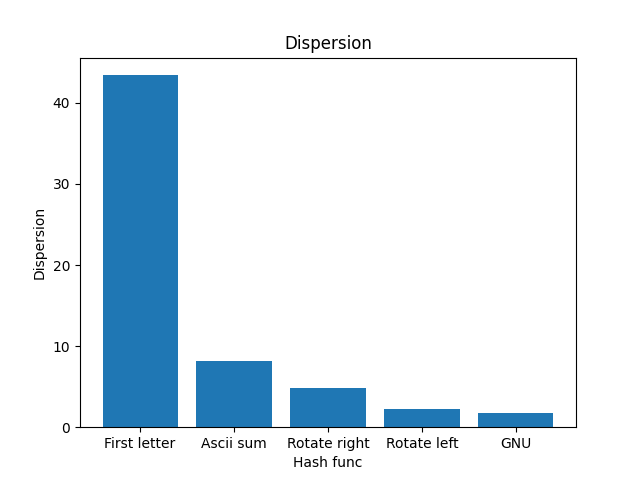 Dispersion
40
30
20
10
0
Dispersion
First letter Ascii sum Rotate right Rotate left GNU
Hash func